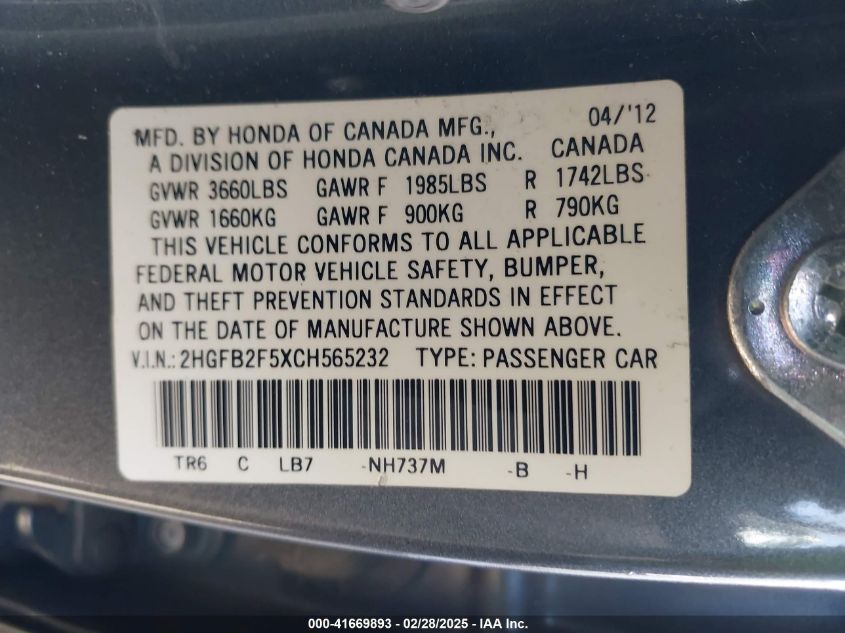 MFD. BY HONDA OF CANADA MFG., 04/'12
A DIVISION OF HONDA CANADA INC. CANADA
GVWR 3660LBS GAWR F 1985LBS R 1742LBS
GVWR 1660KG GAWR F 900KG R 790KG
THIS VEHICLE CONFORMS TO ALL APPLICABLE
FEDERAL MOTOR VEHICLE SAFETY, BUMPER,
AND THEFT PREVENTION STANDARDS IN EFFECT
ON THE DATE OF MANUFACTURE SHOWN ABOVE.
V.I.N.: 2HGFB2F5XCH565232 TYPE: PASSENGER CAR
TR6 C LB7 -NH737M -B -H
000-41669893 - 02/28/2025 - IAA Inc.